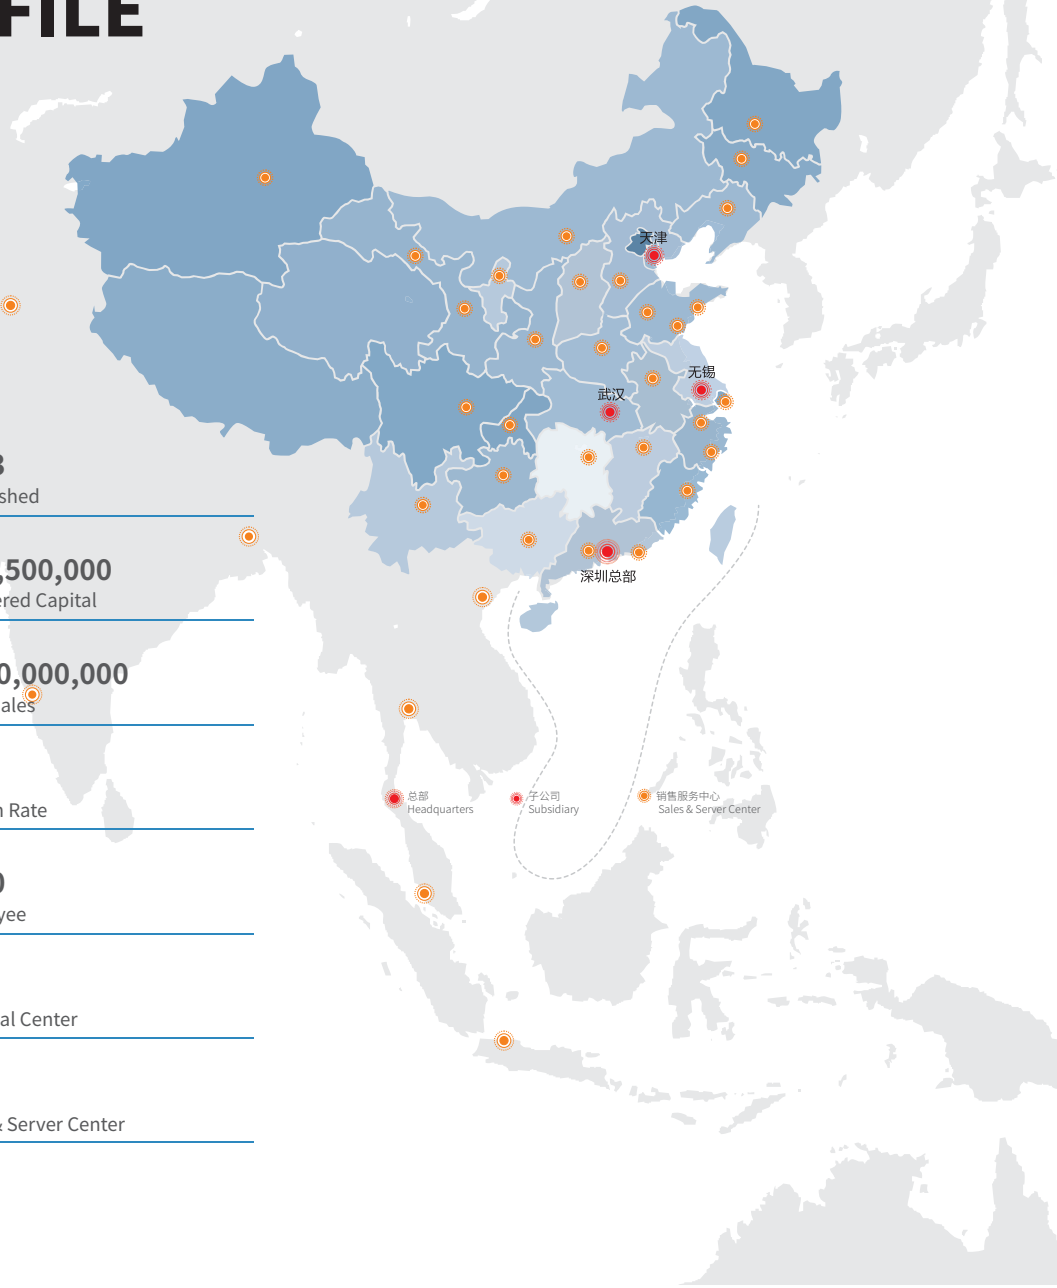 FILE
天津
无锡
武汉
深圳总部
shed
,500,000
ered Capital
0,000,000
ales
n Rate
yee
al Center
& Server Center
总部
Headquarters
子公司
Subsidiary
销售服务中心
Sales & Server Center